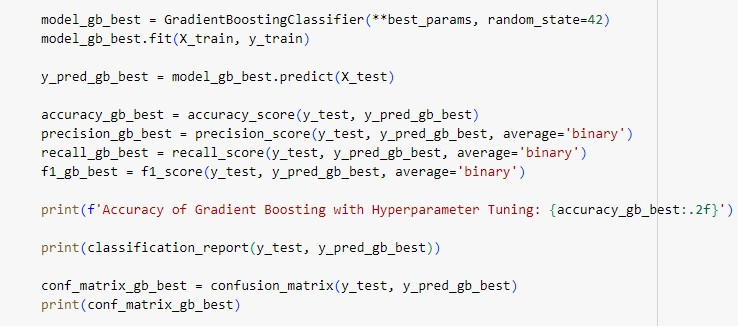 model_gb_best = GradientBoostingClassifier(**best_params, random_state=42)
model_gb_best.fit(X_train, y_train)
y_pred_gb_best = model_gb_best.predict(X_test)
accuracy_gb_best = accuracy_score(y_test, y_pred_gb_best)
precision_gb_best = precision_score(y_test, y_pred_gb_best, average='binary')
recall_gb_best = recall_score(y_test, y_pred_gb_best, average='binary')
f1_gb_best = f1_score(y_test, y_pred_gb_best, average='binary')
print(f'Accuracy of Gradient Boosting with Hyperparameter Tuning: {accuracy_gb_best:.2f}')
print(classification_report(y_test, y_pred_gb_best))
conf_matrix_gb_best = confusion_matrix(y_test, y_pred_gb_best)
print(conf_matrix_gb_best)